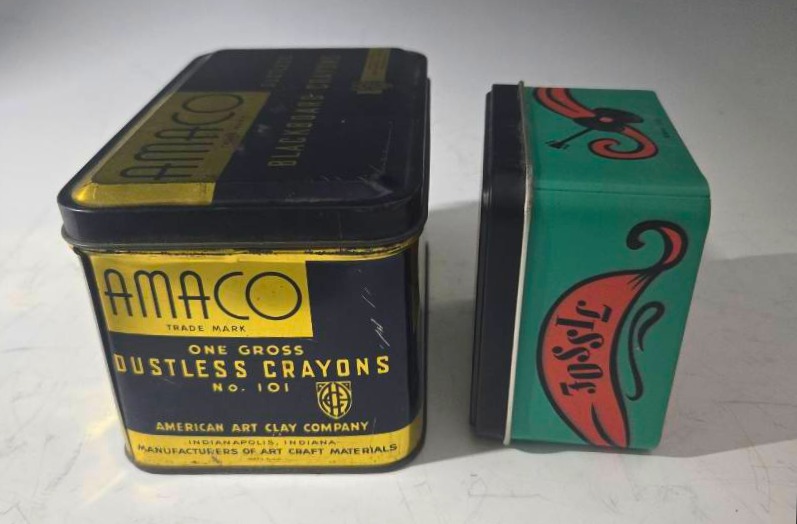 AMACO
BLACKBOARD CRAYONS
AMACO
TRADE MARK
ONE GROSS
DUSTLESS CRAYONS
No. 101
AMERICAN ART CLAY COMPANY
INDIANAPOLIS, INDIANA
MANUFACTURERS OF ART CRAFT MATERIALS
FOSSIL